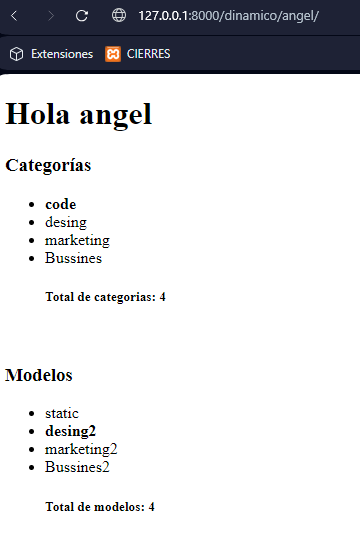 127.0.0.1:8000/dinamico/angel/
Extensiones CIERRES
Hola angel
Categorías
code
desing
marketing
Bussines
Total de categorias: 4
Modelos
static
desing2
marketing2
Bussines2
Total de modelos: 4